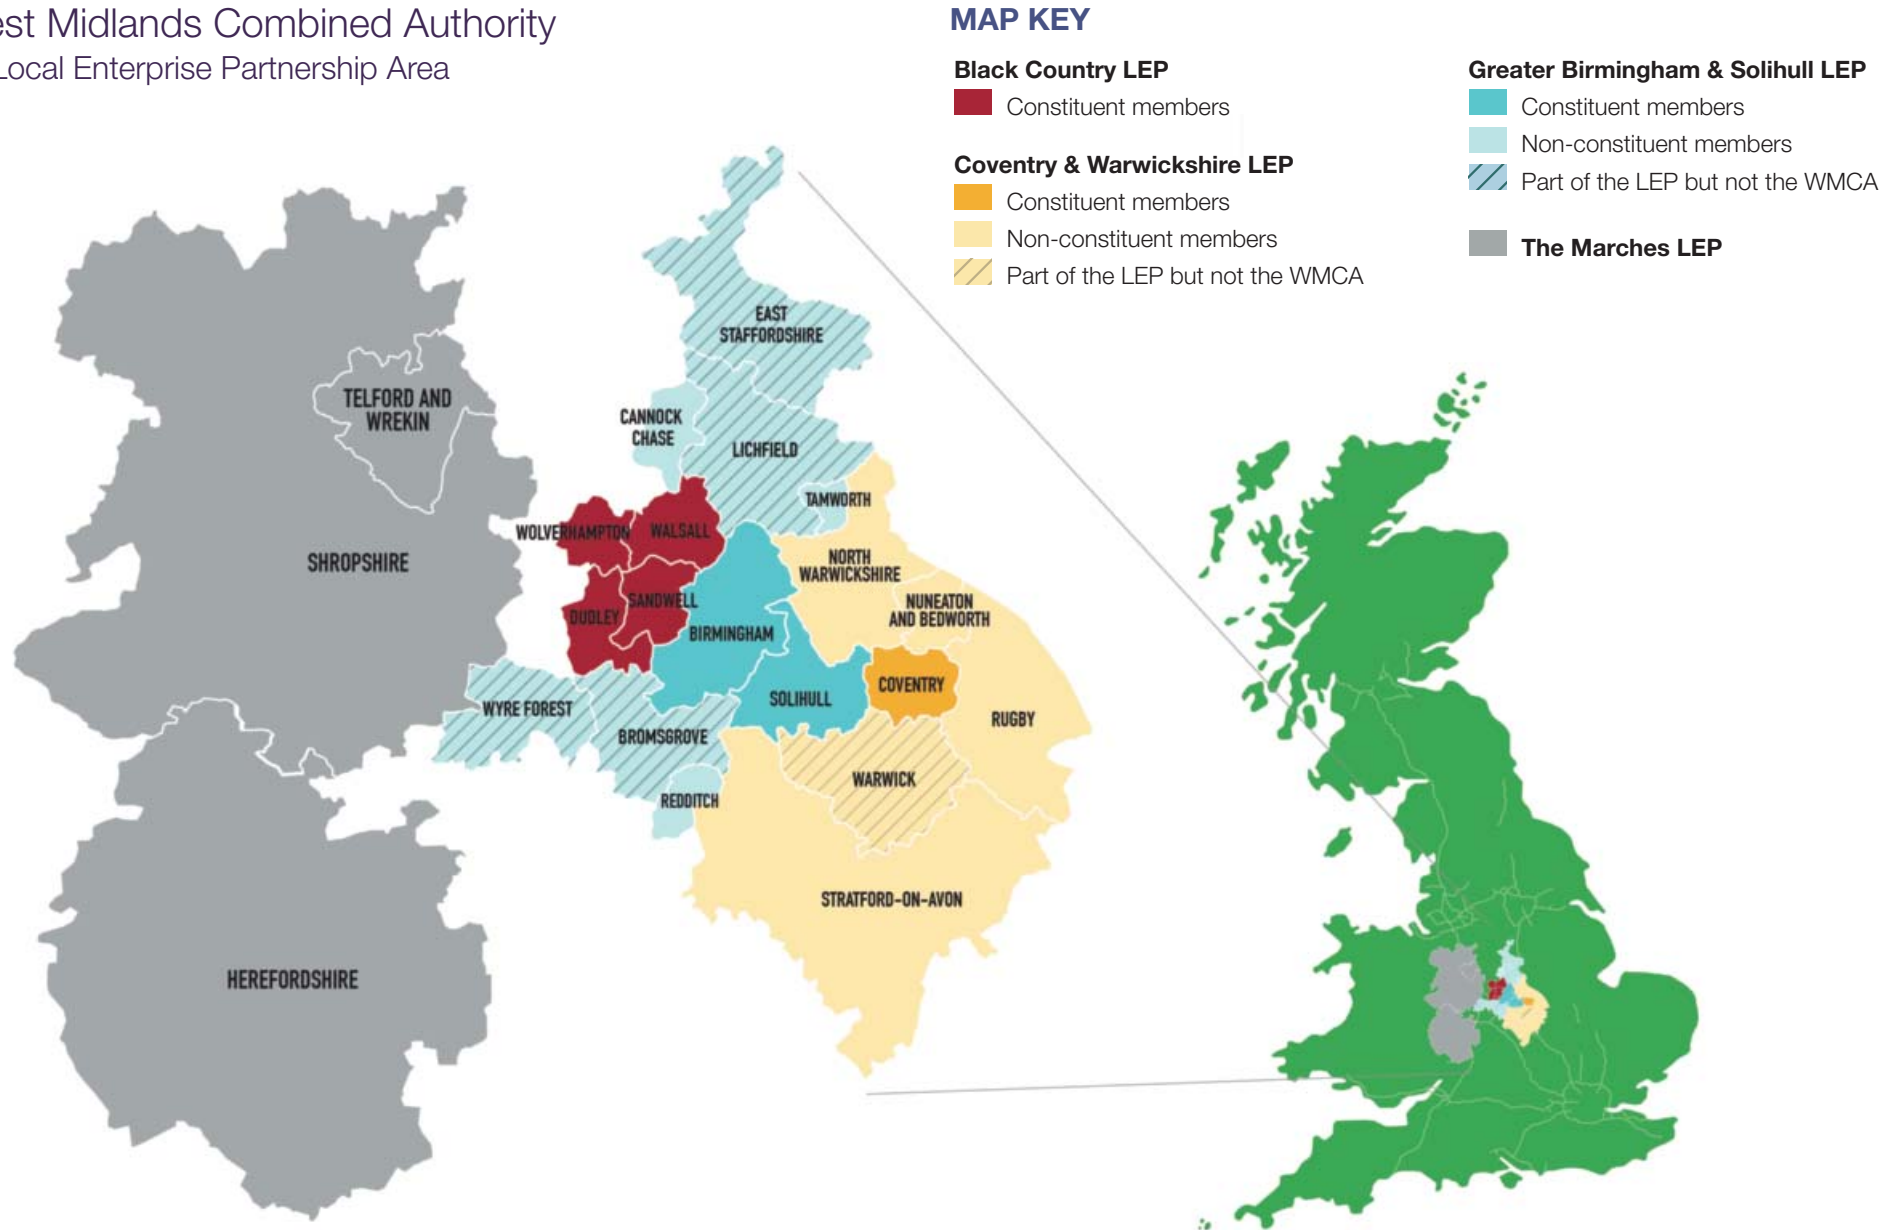 est Midlands Combined Authority
Local Enterprise Partnership Area
MAP KEY
Black Country LEP
Constituent members
Coventry & Warwickshire LEP
Constituent members
Non-constituent members
Part of the LEP but not the WMCA
Greater Birmingham & Solihull LEP
Constituent members
Non-constituent members
Part of the LEP but not the WMCA
The Marches LEP
EAST
STAFFORDSHIRE
TELFORD AND
WREKIN
CANNOCK
CHASE
LICHFIELD
TAMWORTH
WOLVERHAMPTON
WALSALL
SHROPSHIRE
NORTH
WARWICKSHIRE
DUDLEY
SANDWELL
NUNEATON
AND BEDWORTH
BIRMINGHAM
SOLIHULL
COVENTRY
WYRE FOREST
BROMSGROVE
RUGBY
WARWICK
REDDITCH
STRATFORD-ON-AVON
HEREFORDSHIRE